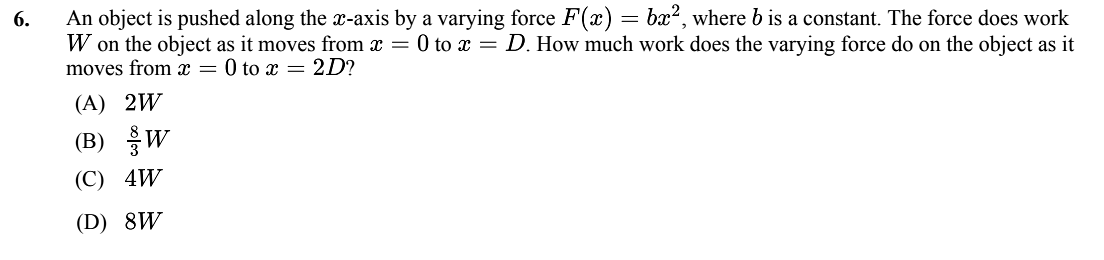 6. An object is pushed along the x-axis by a varying force F(x) = bx², where b is a constant. The force does work
W on the object as it moves from x = 0 to x = D. How much work does the varying force do on the object as it
moves from x = 0 to x = 2D?
(A) 2W
(B) 8/3 W
(C) 4W
(D) 8W